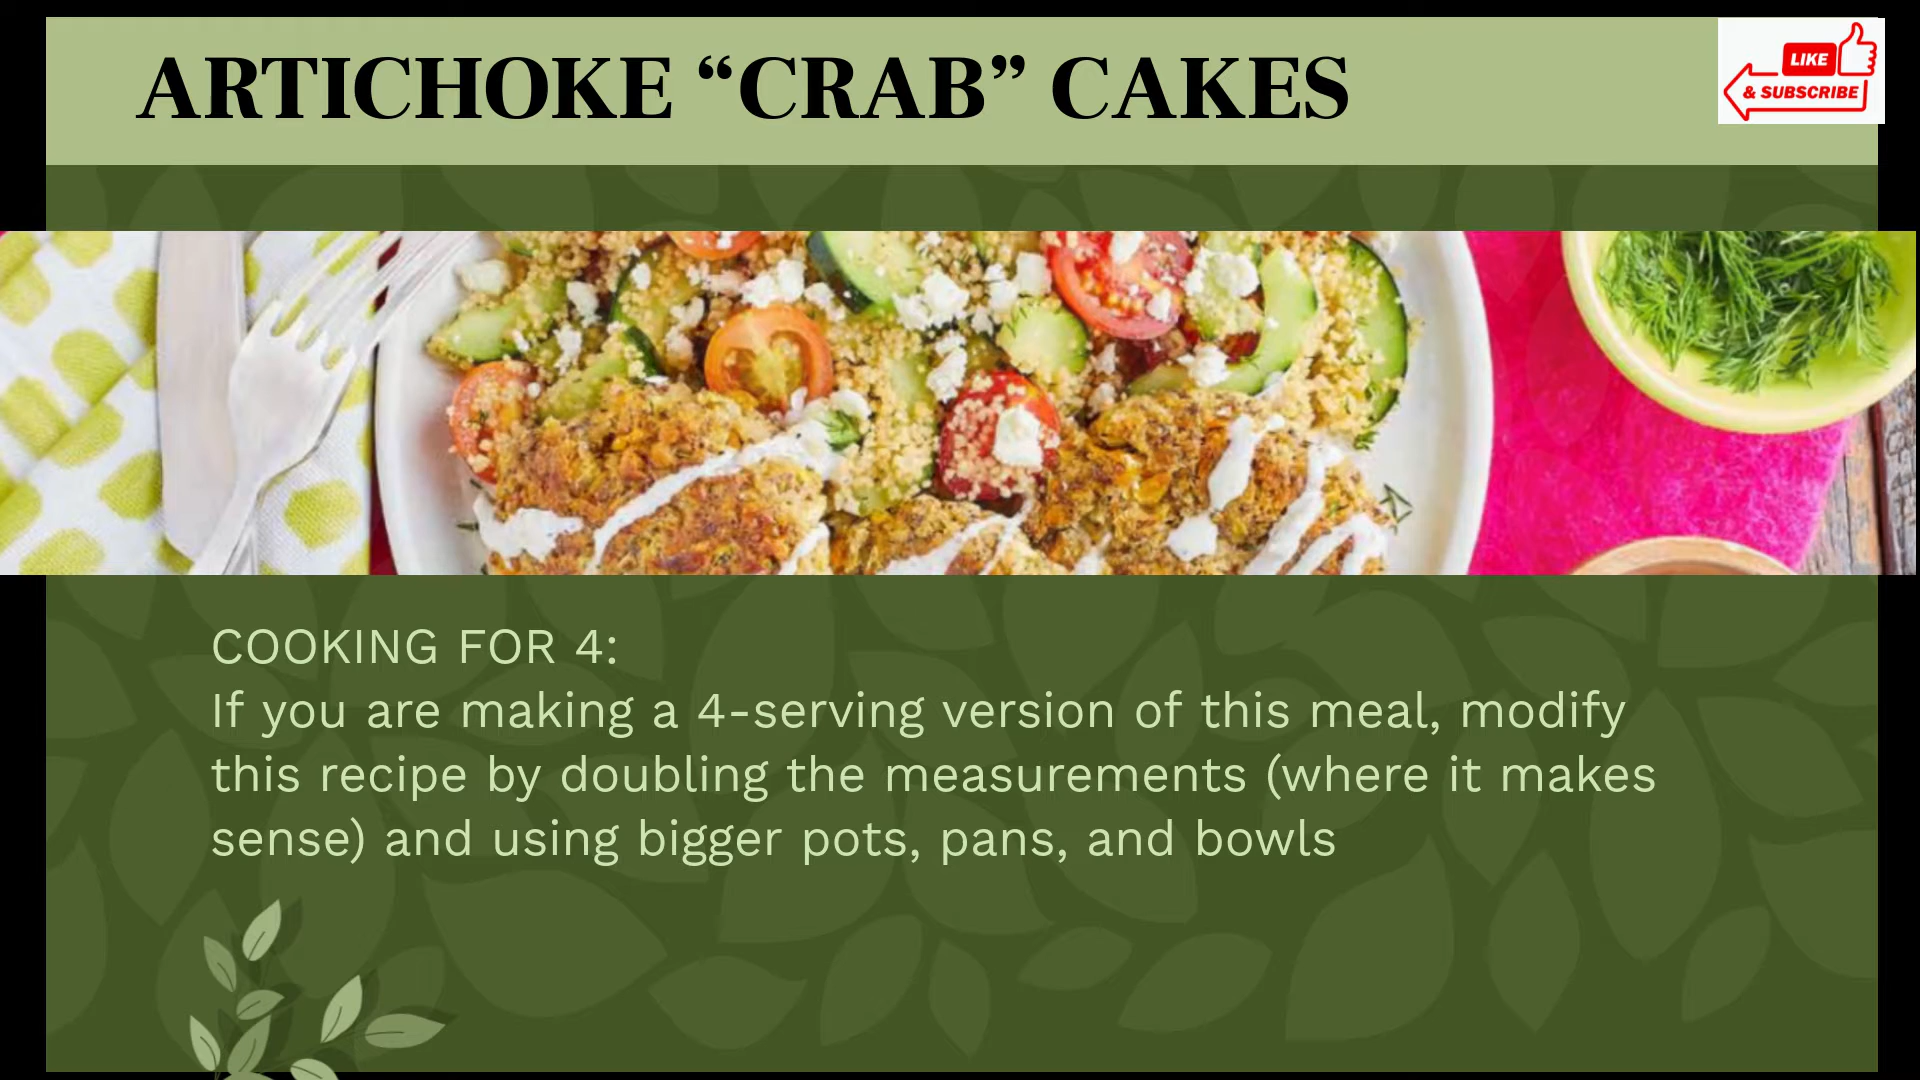 ARTICHOKE “CRAB” CAKES
LIKE
& SUBSCRIBE
COOKING FOR 4:
If you are making a 4-serving version of this meal, modify
this recipe by doubling the measurements (where it makes
sense) and using bigger pots, pans, and bowls